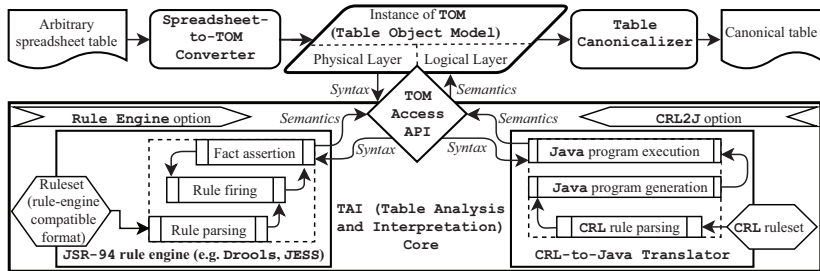 Arbitrary
spreadsheet table
Spreadsheet-
to-TOM
Converter
Instance of TOM
(Table Object Model)
Physical Layer
Logical Layer
Table
Canonicalizer
Canonical table
Syntax
Semantics
TOM
Access
API
Rule Engine option
CRL2J option
Semantics
Syntax
Semantics
Syntax
Fact assertion
Rule firing
Rule parsing
Ruleset
(rule-engine
compatible
format)
JSR-94 rule engine (e.g. Drools, JESS)
TAI (Table Analysis
and Interpretation)
Core
Java program execution
Java program generation
CRL rule parsing
CRL ruleset
CRL-to-Java Translator